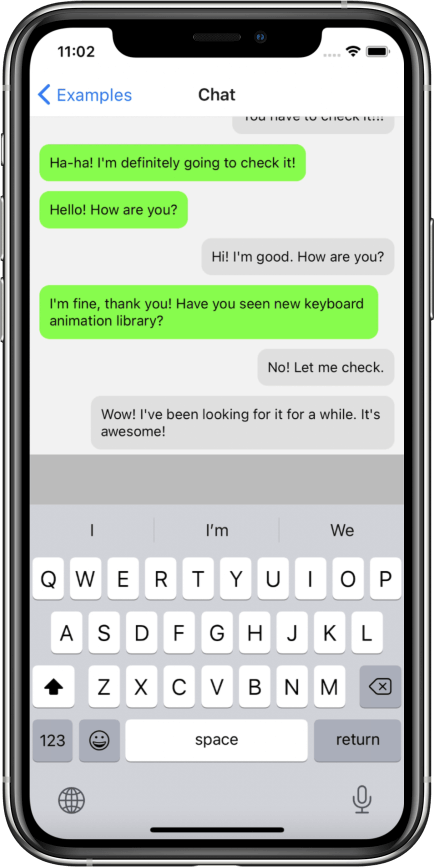 11:02
Examples
Chat
You have to check it!!!
Ha-ha! I'm definitely going to check it!
Hello! How are you?
Hi! I'm good. How are you?
I'm fine, thank you! Have you seen new keyboard
animation library?
No! Let me check.
Wow! I've been looking for it for a while. It's
awesome!
I
I’m
We
Q W E R T Y U I O P
A S D F G H J K L
Z X C V B N M
123
space
return